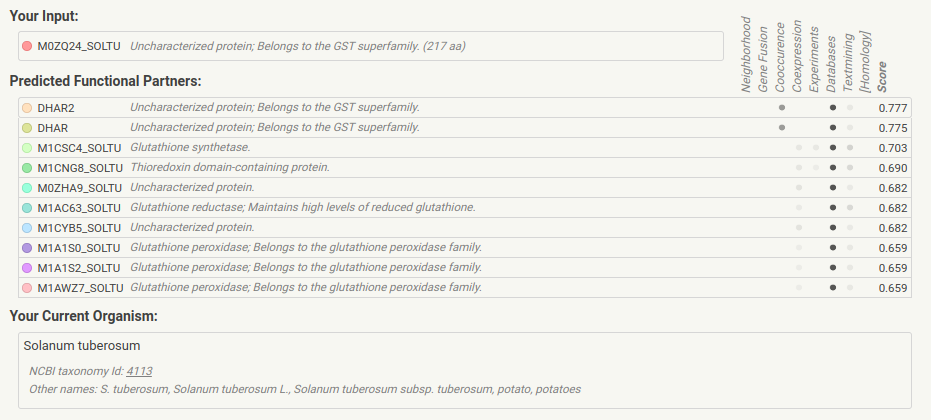 Your Input:
M0ZQ24_SOLTU Uncharacterized protein; Belongs to the GST superfamily. (217 aa)
Neighborhood
Gene Fusion
Cooccurence
Coexpression
Experiments
Databases
Textmining
[Homology]
Score
Predicted Functional Partners:
DHAR2 Uncharacterized protein; Belongs to the GST superfamily. 0.777
DHAR Uncharacterized protein; Belongs to the GST superfamily. 0.775
M1CSC4_SOLTU Glutathione synthetase. 0.703
M1CNG8_SOLTU Thioredoxin domain-containing protein. 0.690
M0ZHA9_SOLTU Uncharacterized protein. 0.682
M1AC63_SOLTU Glutathione reductase; Maintains high levels of reduced glutathione. 0.682
M1CYB5_SOLTU Uncharacterized protein. 0.682
M1A1S0_SOLTU Glutathione peroxidase; Belongs to the glutathione peroxidase family. 0.659
M1A1S2_SOLTU Glutathione peroxidase; Belongs to the glutathione peroxidase family. 0.659
M1AWZ7_SOLTU Glutathione peroxidase; Belongs to the glutathione peroxidase family. 0.659
Your Current Organism:
Solanum tuberosum
NCBI taxonomy Id: 4113
Other names: S. tuberosum, Solanum tuberosum L., Solanum tuberosum subsp. tuberosum, potato, potatoes